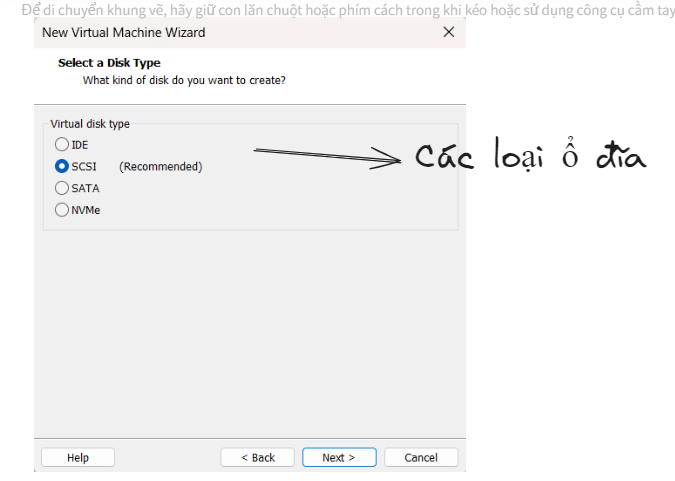 Để di chuyển khung vẽ, hãy giữ con lăn chuột hoặc phím cách trong khi kéo hoặc sử dụng công cụ cầm tay
New Virtual Machine Wizard
Select a Disk Type
What kind of disk do you want to create?
Virtual disk type
IDE
SCSI (Recommended)
SATA
NVMe
Các loại ổ đĩa
Help
< Back
Next >
Cancel